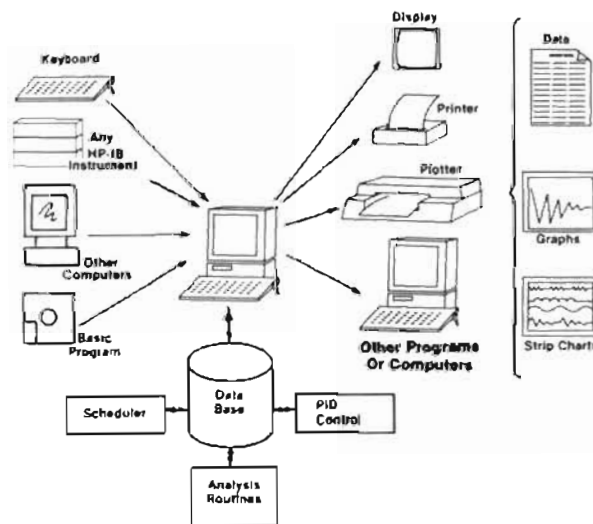 Display
Keyboard
Data
Printer
Any
HP-IB
Instrument
Plotter
Graphs
Other
Computers
Basic
Program
Other Programs
Or Computers
Strip Chart
Data
Base
Scheduler
PID
Control
Analysis
Routines